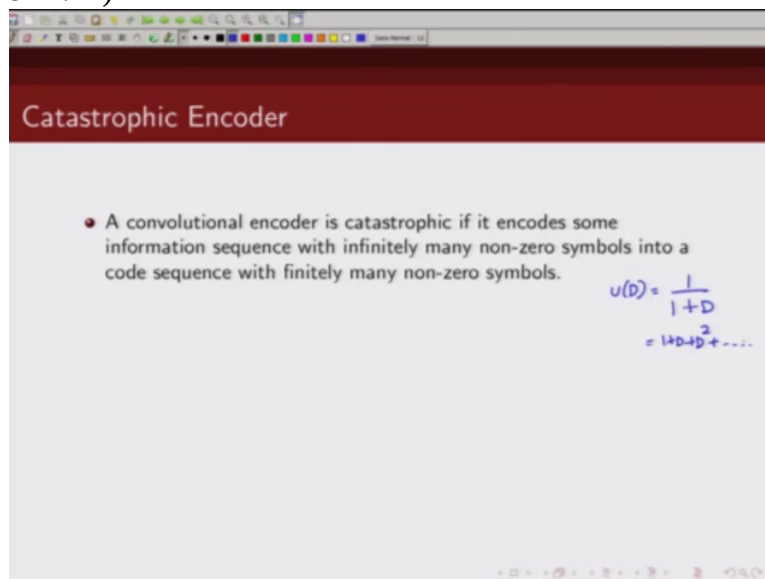 Catastrophic Encoder
A convolutional encoder is catastrophic if it encodes some
information sequence with infinitely many non-zero symbols into a
code sequence with finitely many non-zero symbols.
U(D) = 1
1+D
= 1+D+D² + ....